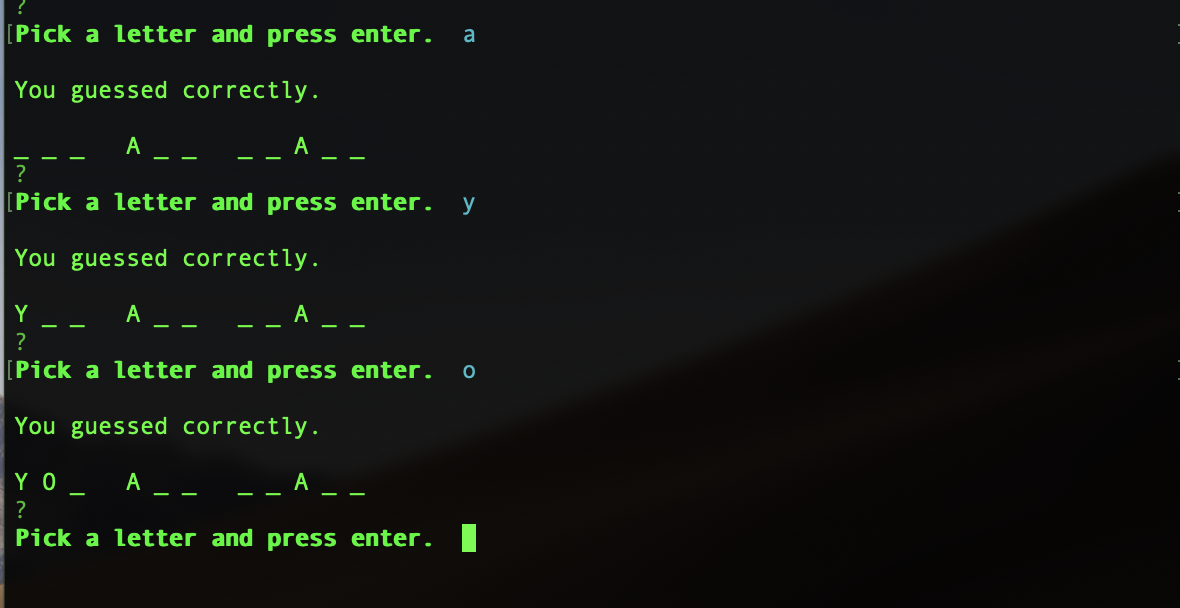 ?
[Pick a letter and press enter.  a
You guessed correctly.
_ _ _   A _ _   _ _ A _ _
?
[Pick a letter and press enter.  y
You guessed correctly.
Y _ _   A _ _   _ _ A _ _
?
[Pick a letter and press enter.  o
You guessed correctly.
Y O _   A _ _   _ _ A _ _
?
Pick a letter and press enter.